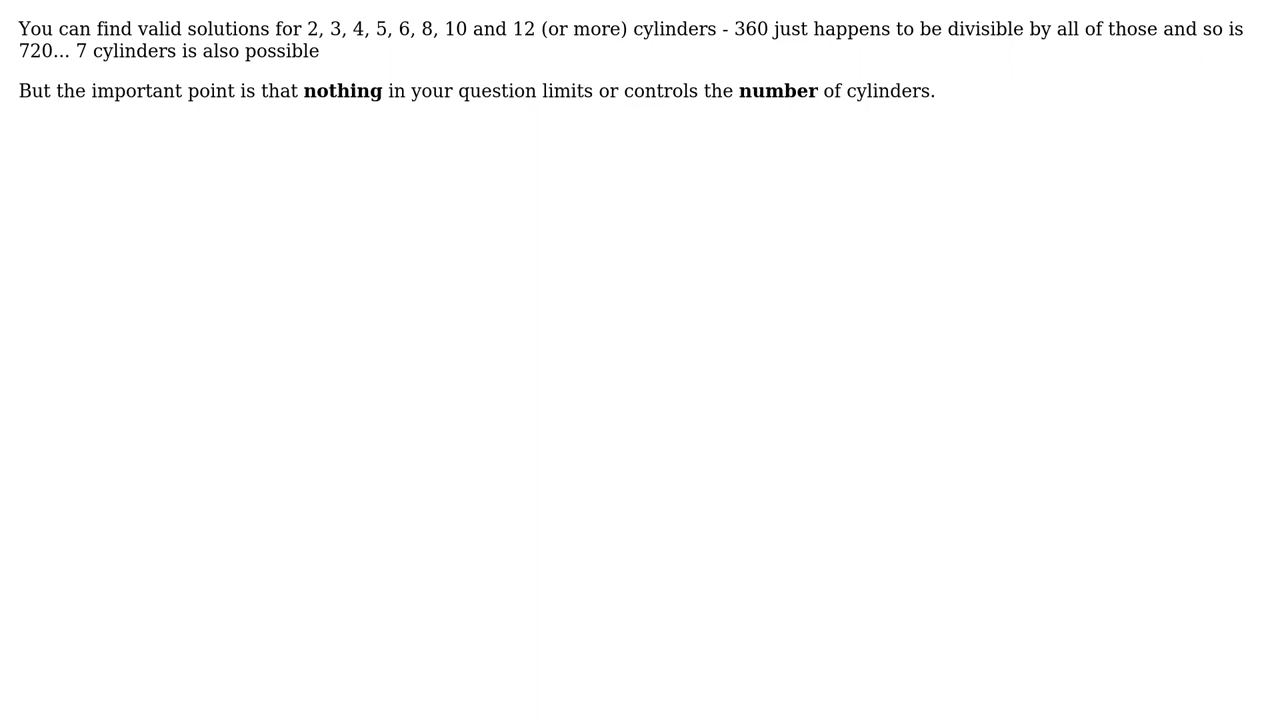 You can find valid solutions for 2, 3, 4, 5, 6, 8, 10 and 12 (or more) cylinders - 360 just happens to be divisible by all of those and so is
720... 7 cylinders is also possible
But the important point is that nothing in your question limits or controls the number of cylinders.